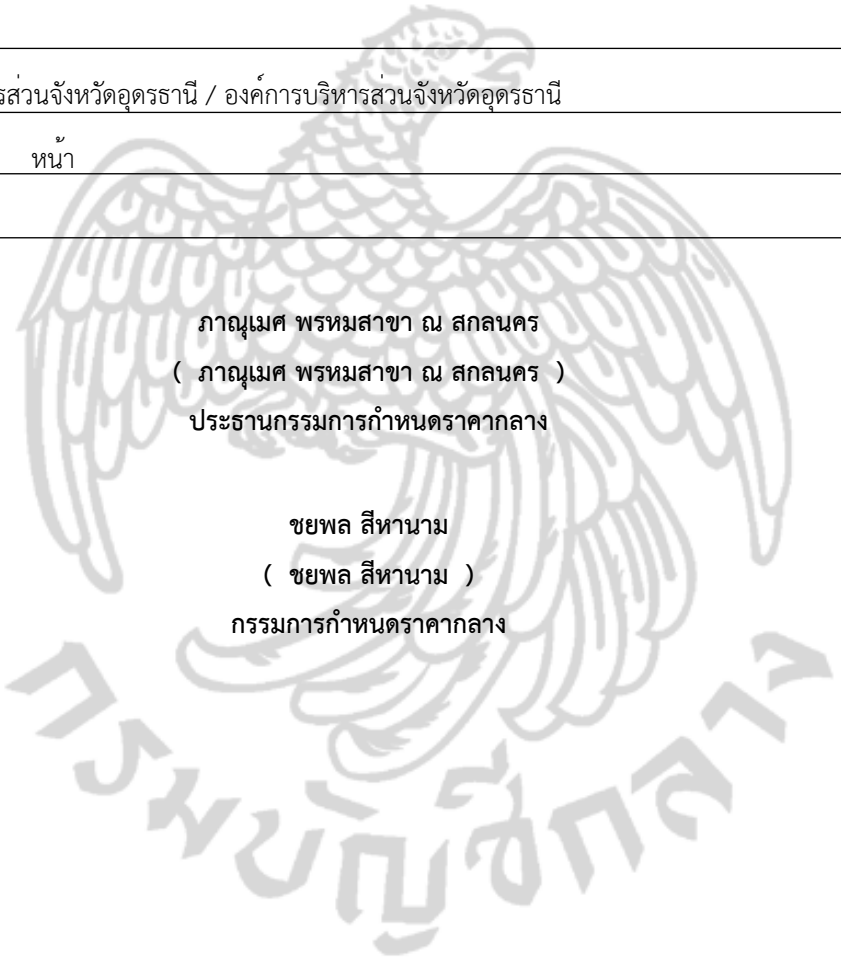 รส่วนจังหวัดอุดรธานี / องค์การบริหารส่วนจังหวัดอุดรธานี
หน้า
ภาณุเมศ พรหมสาขา ณ สกลนคร
( ภาณุเมศ พรหมสาขา ณ สกลนคร )
ประธานกรรมการกำหนดราคากลาง
ชยพล สีหานาม
( ชยพล สีหานาม )
กรรมการกำหนดราคากลาง
กรมบัญชีกลาง